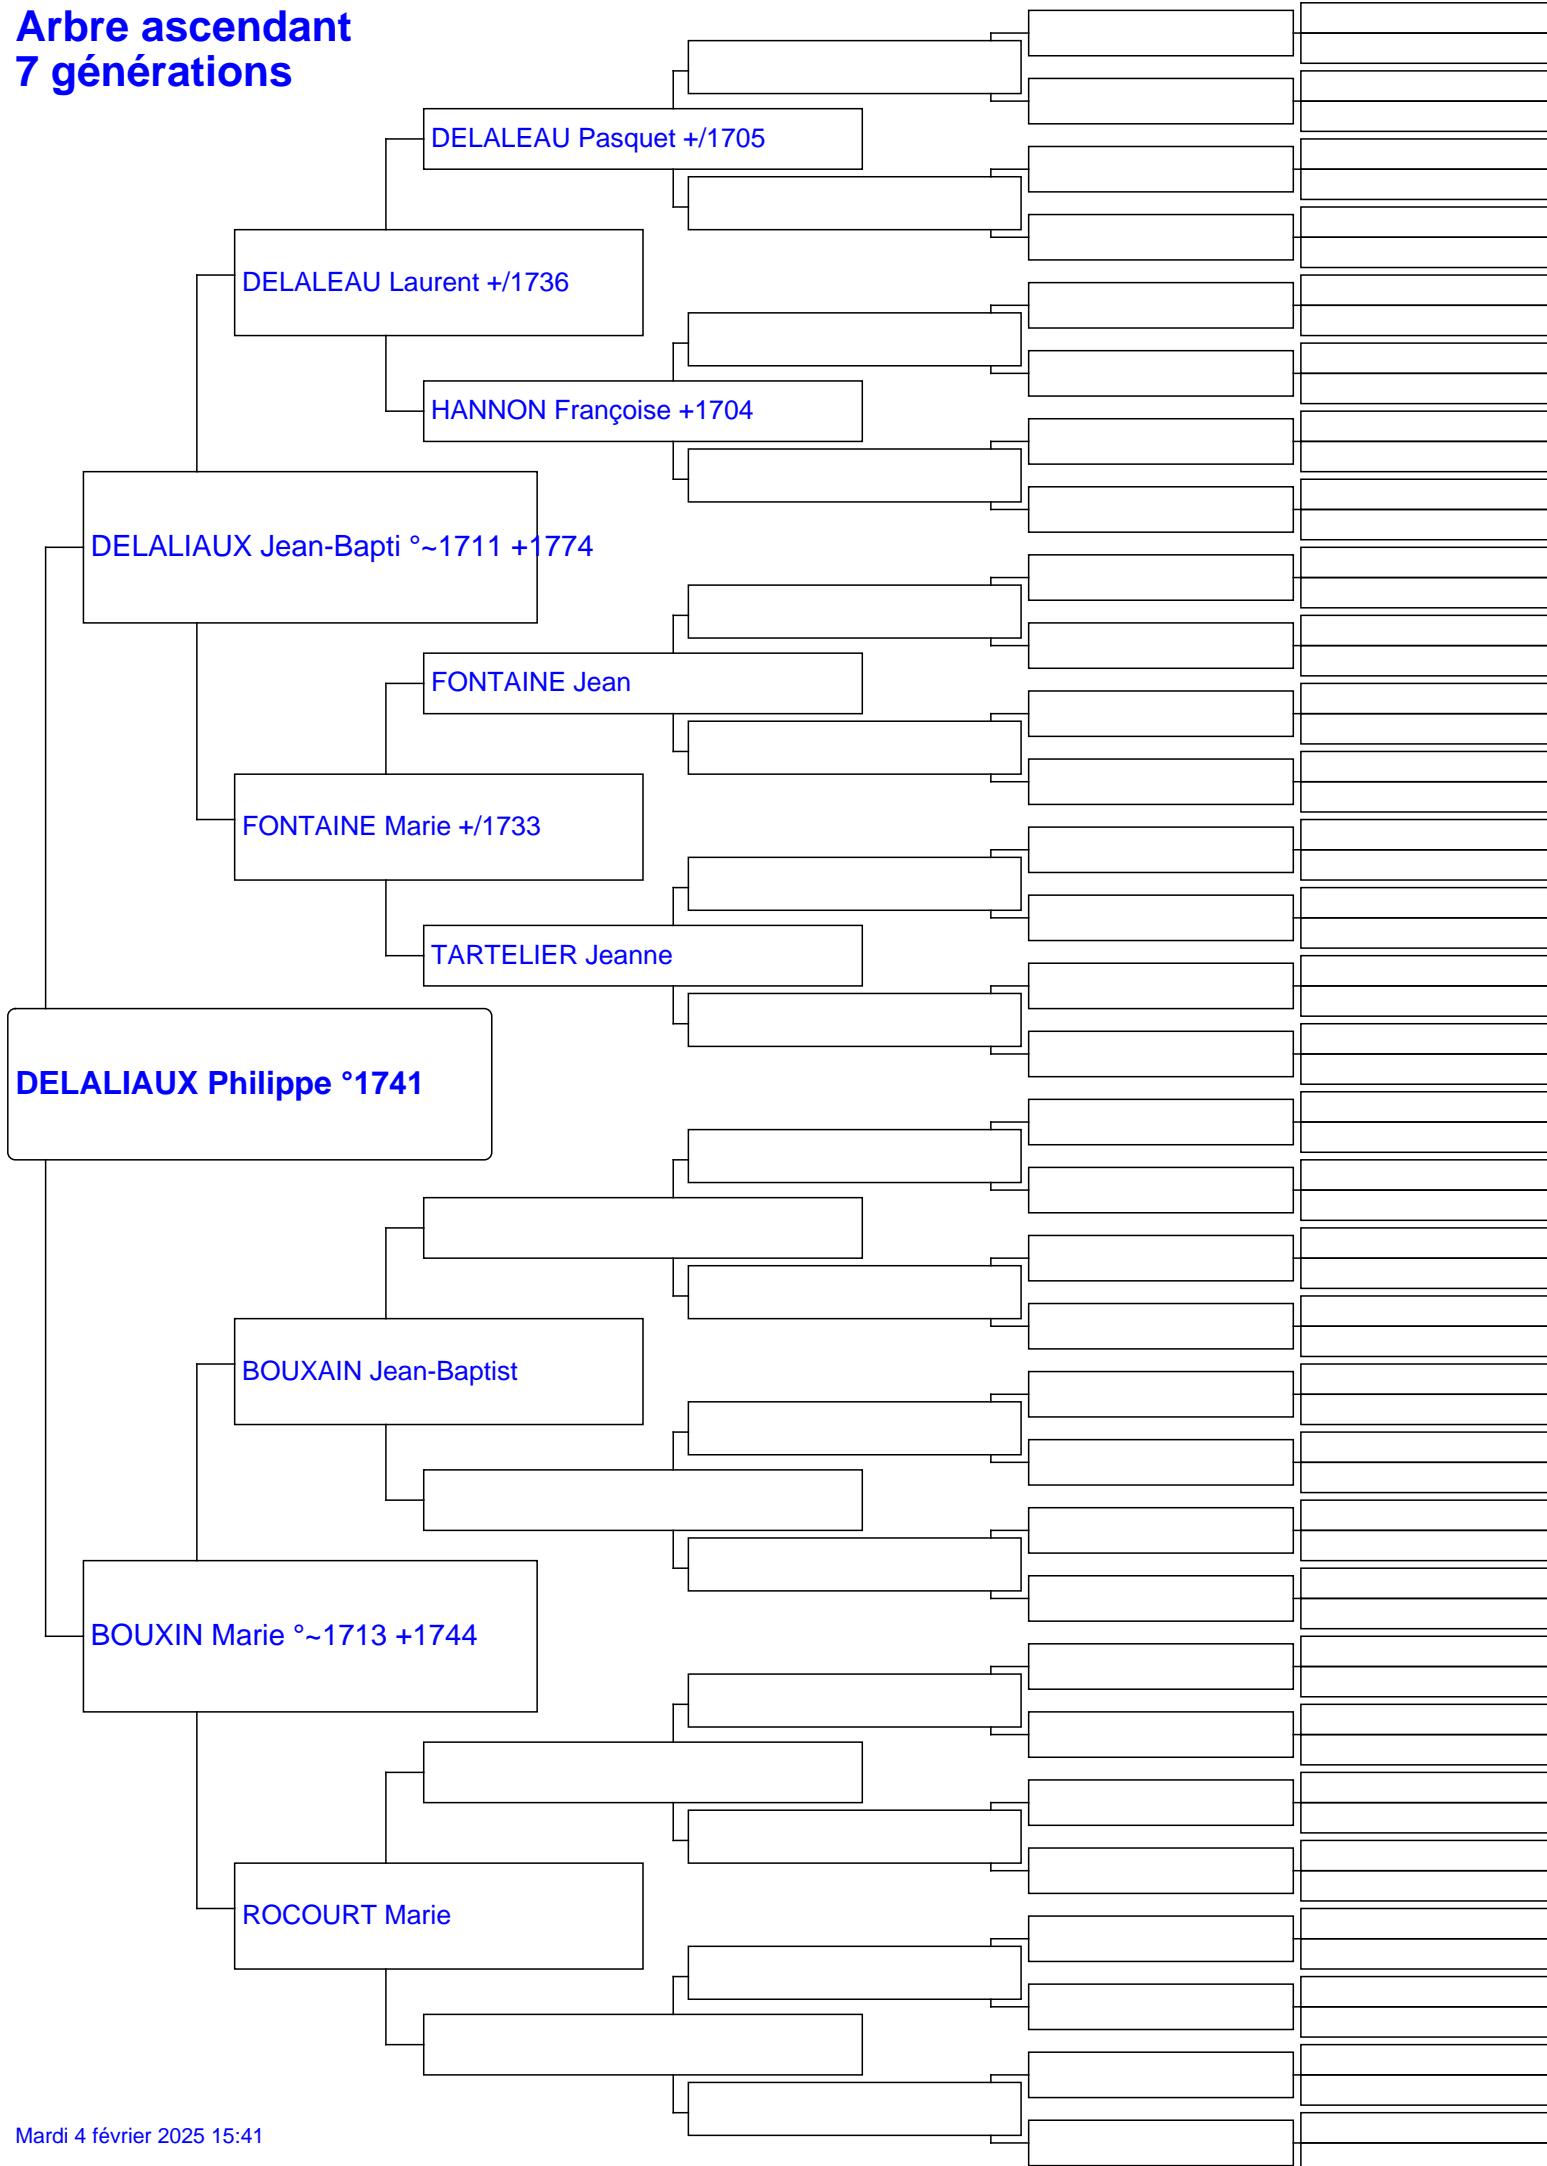 Arbre ascendant
7 générations
DELALEAU Pasquet +/1705
DELALEAU Laurent +/1736
HANNON Françoise +1704
DELALIAUX Jean-Bapti °~1711 +1774
FONTAINE Jean
FONTAINE Marie +/1733
TARTELIER Jeanne
DELALIAUX Philippe °1741
BOUXAIN Jean-Baptist
BOUXIN Marie °~1713 +1744
ROCOURT Marie
Mardi 4 février 2025 15:41